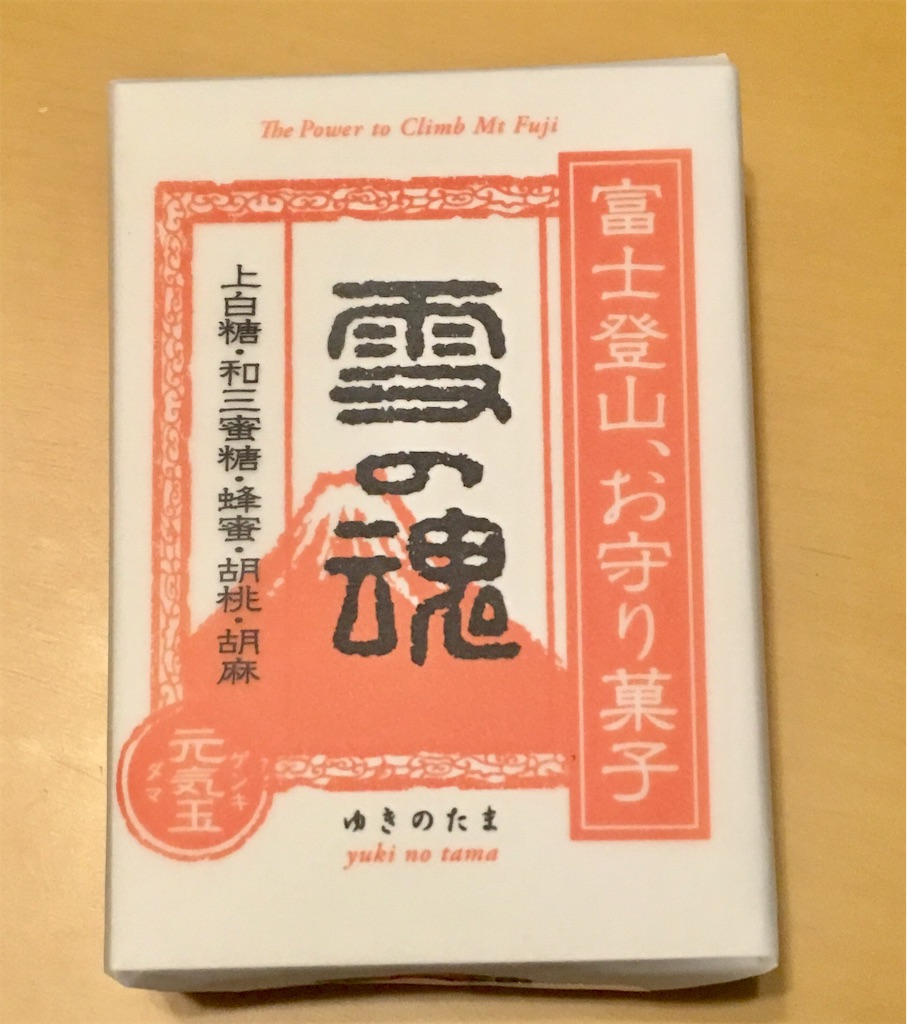 The Power to Climb Mt Fuji
富士登山、お守り菓子
雪の魂
上白糖・和三蜜糖・蜂蜜・胡桃・胡麻
元気玉
ゲンキ
ダマ
ゆきのたま
yuki no tama